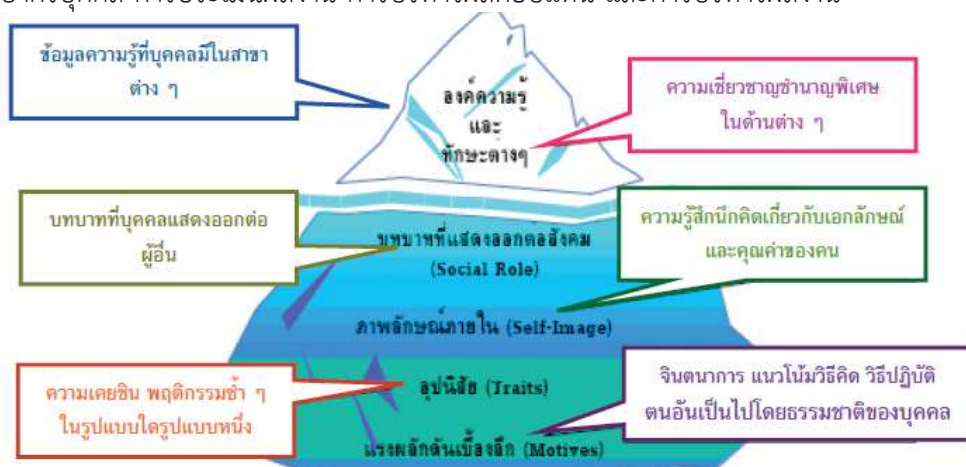 ข้อมูลความรู้ที่บุคคลมีในสาขา
ต่าง ๆ
องค์ความรู้
และ
ทักษะต่างๆ
ความเชี่ยวชาญชำนาญพิเศษ
ในด้านต่าง ๆ
บทบาทที่บุคคลแสดงออกต่อ
ผู้อื่น
บทบาทที่แสดงออกต่อสังคม
(Social Role)
ความรู้สึกนึกคิดเกี่ยวกับเอกลักษณ์
และคุณค่าของคน
ภาพลักษณ์ภายใน (Self-Image)
ความเคยชิน พฤติกรรมซ้ำ ๆ
ในรูปแบบใดรูปแบบหนึ่ง
อุปนิสัย (Traits)
จินตนาการ แนวโน้มวิธีคิด วิธีปฏิบัติ
ตนอันเป็นไปโดยธรรมชาติของบุคคล
แรงผลักดันเบื้องลึก (Motives)